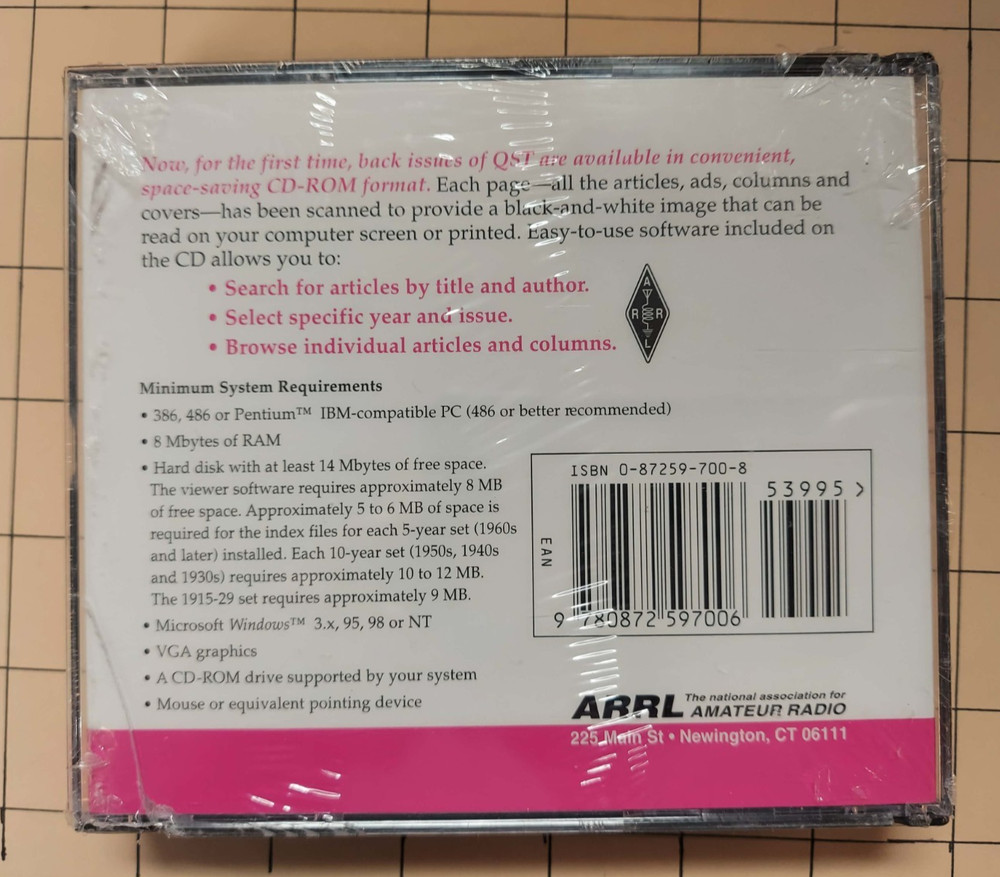 Now, for the first time, back issues of QST are available in convenient,
space-saving CD-ROM format. Each page—all the articles, ads, columns and
covers—has been scanned to provide a black-and-white image that can be
read on your computer screen or printed. Easy-to-use software included on
the CD allows you to:
• Search for articles by title and author.
• Select specific year and issue.
• Browse individual articles and columns.
A
R R
L
Minimum System Requirements
• 386, 486 or Pentium™ IBM-compatible PC (486 or better recommended)
• 8 Mbytes of RAM
• Hard disk with at least 14 Mbytes of free space.
The viewer software requires approximately 8 MB
of free space. Approximately 5 to 6 MB of space is
required for the index files for each 5-year set (1960s
and later) installed. Each 10-year set (1950s, 1940s
and 1930s) requires approximately 10 to 12 MB.
The 1915-29 set requires approximately 9 MB.
• Microsoft Windows™ 3.x, 95, 98 or NT
• VGA graphics
• A CD-ROM drive supported by your system
• Mouse or equivalent pointing device
ISBN 0-87259-700-8
53995 >
EAN
9 780872 597006
ARRL The national association for
AMATEUR RADIO
225 Main St • Newington, CT 06111